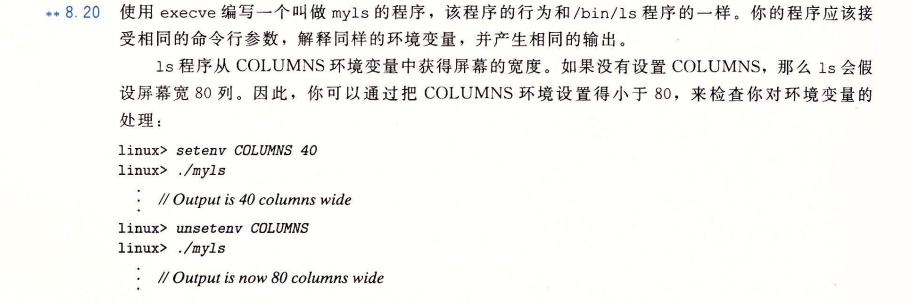 ** 8.20 使用 execve 编写一个叫做 myls 的程序，该程序的行为和/bin/ls 程序的一样。你的程序应该接
受相同的命令行参数，解释同样的环境变量，并产生相同的输出。
ls 程序从 COLUMNS 环境变量中获得屏幕的宽度。如果没有设置 COLUMNS，那么 ls 会假
设屏幕宽 80 列。因此，你可以通过把 COLUMNS 环境设置得小于 80，来检查你对环境变量的
处理：
linux> setenv COLUMNS 40
linux> ./myls
⋮ // Output is 40 columns wide
linux> unsetenv COLUMNS
linux> ./myls
⋮ // Output is now 80 columns wide